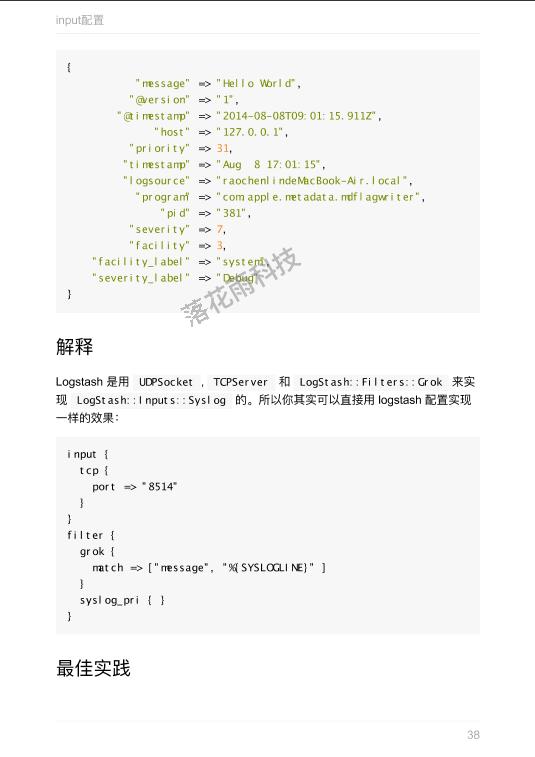 input配置
{
"message" => "Hello World",
"@version" => "1",
"@timestamp" => "2014-08-08T09:01:15.911Z",
"host" => "127.0.0.1",
"priority" => 31,
"timestamp" => "Aug  8 17:01:15",
"logsource" => "raochenlindeMacBook-Air.local",
"program" => "com.apple.metadata.mdflagwriter",
"pid" => "381",
"severity" => 7,
"facility" => 3,
"facility_label" => "system",
"severity_label" => "Debug"
}
落花雨科技
解释
Logstash 是用 UDPSocket , TCPServer 和 LogStash::Filters::Grok 来实
现 LogStash::Inputs::Syslog 的。所以你其实可以直接用 logstash 配置实现
一样的效果：
input {
tcp {
port => "8514"
}
}
filter {
grok {
match => ["message", "%{SYSLOGLINE}" ]
}
syslog_pri { }
}
最佳实践
38